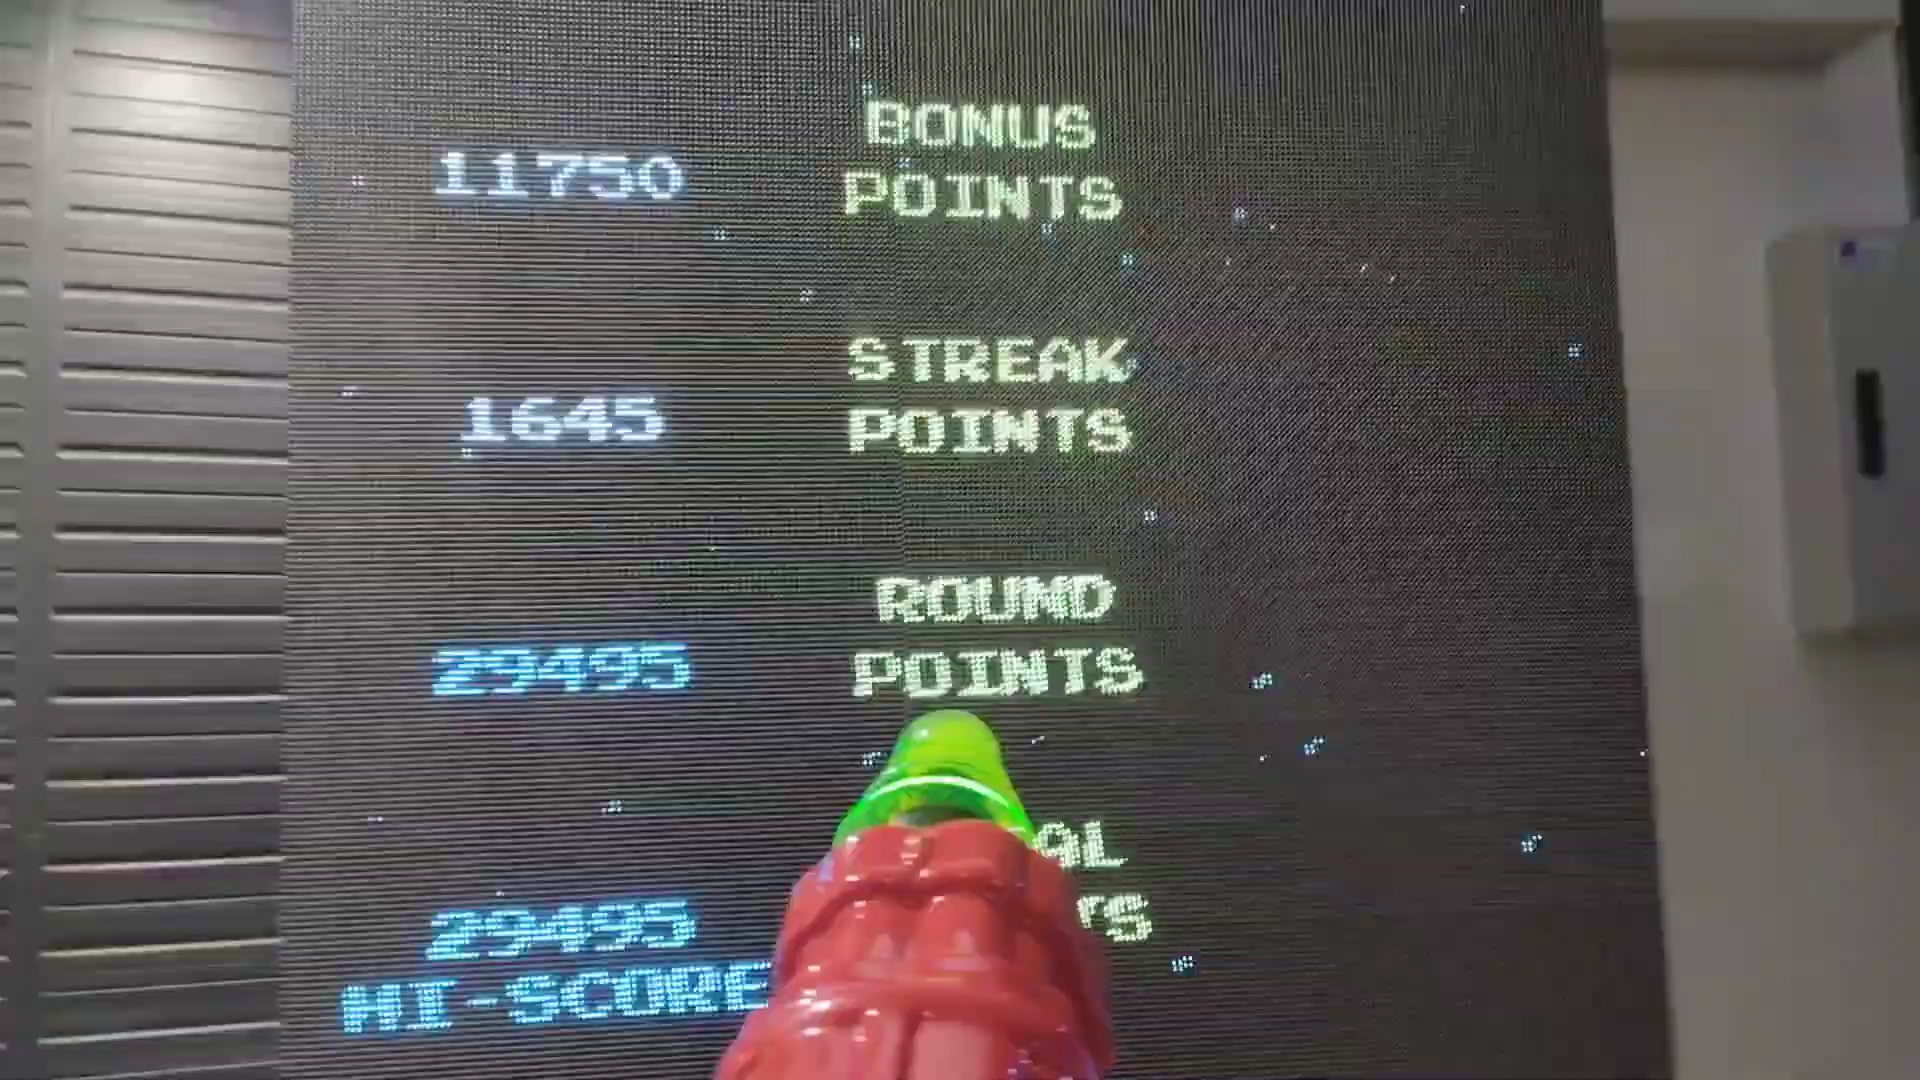 BONUS
11750 POINTS
STREAK
1645 POINTS
ROUND
29495 POINTS
29495
HI-SCORE